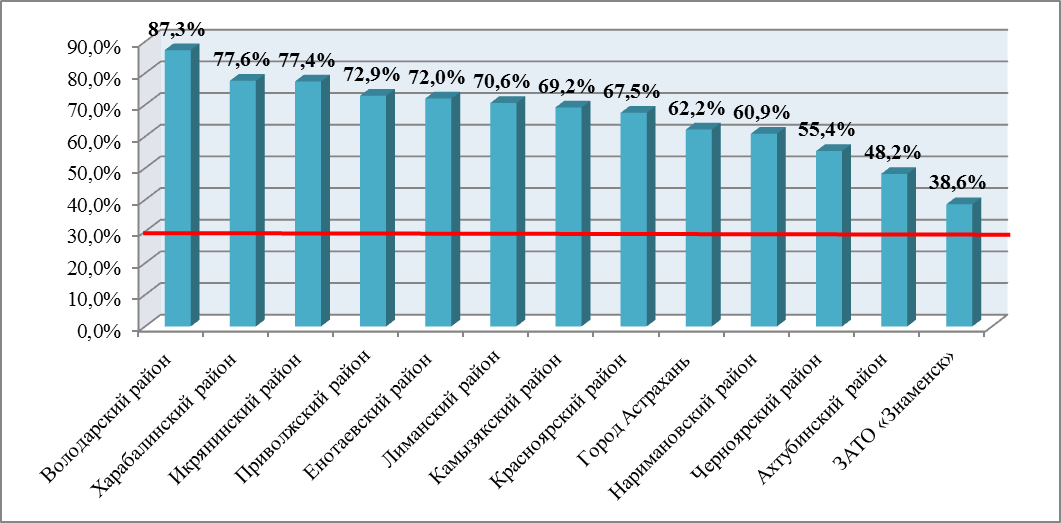 87,3%
77,6%
77,4%
72,9%
72,0%
70,6%
69,2%
67,5%
62,2%
60,9%
55,4%
48,2%
38,6%
90,0%
80,0%
70,0%
60,0%
50,0%
40,0%
30,0%
20,0%
10,0%
0,0%
Володарский район
Харабалинский район
Икрянинский район
Приволжский район
Енотаевский район
Лиманский район
Камызякский район
Красноярский район
Город Астрахань
Наримановский район
Черноярский район
Ахтубинский район
ЗАТО «Знаменск»